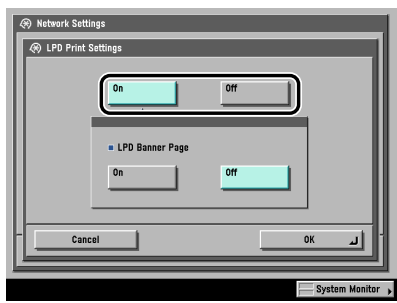 Network Settings
LPD Print Settings
On Off
LPD Banner Page
On Off
Cancel OK
System Monitor